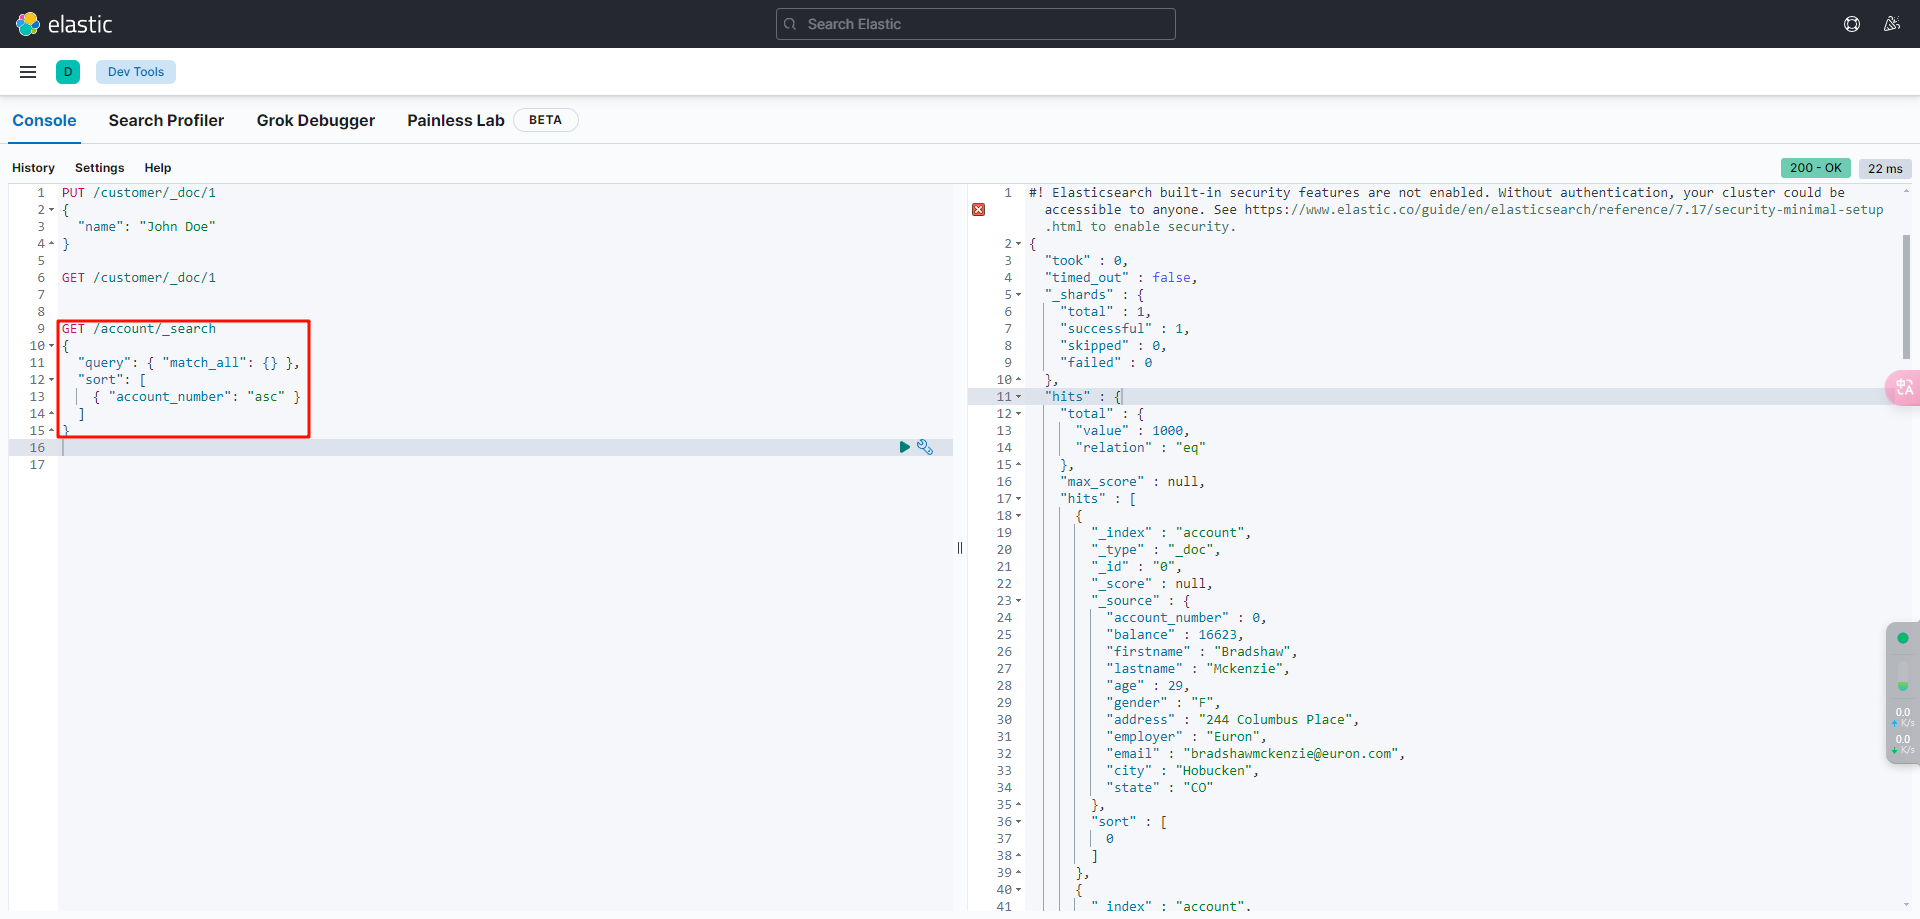 elastic
Search Elastic
D
Dev Tools
Console
Search Profiler
Grok Debugger
Painless Lab
BETA
History
Settings
Help
200 - OK
22 ms
1 PUT /customer/_doc/1
2 {
3 "name": "John Doe"
4 }
5
6 GET /customer/_doc/1
7
8
9 GET /account/_search
10 {
11 "query": { "match_all": {} },
12 "sort": [
13 { "account_number": "asc" }
14 ]
15 }
16
17
1 #! Elasticsearch built-in security features are not enabled. Without authentication, your cluster could be
accessible to anyone. See https://www.elastic.co/guide/en/elasticsearch/reference/7.17/security-minimal-setup
.html to enable security.
2 {
3 "took" : 0,
4 "timed_out" : false,
5 "_shards" : {
6 "total" : 1,
7 "successful" : 1,
8 "skipped" : 0,
9 "failed" : 0
10 },
11 "hits" : {
12 "total" : {
13 "value" : 1000,
14 "relation" : "eq"
15 },
16 "max_score" : null,
17 "hits" : [
18 {
19 "_index" : "account",
20 "_type" : "_doc",
21 "_id" : "0",
22 "_score" : null,
23 "_source" : {
24 "account_number" : 0,
25 "balance" : 16623,
26 "firstname" : "Bradshaw",
27 "lastname" : "Mckenzie",
28 "age" : 29,
29 "gender" : "F",
30 "address" : "244 Columbus Place",
31 "employer" : "Euron",
32 "email" : "bradshawmckenzie@euron.com",
33 "city" : "Hobucken",
34 "state" : "CO"
35 },
36 "sort" : [
37 0
38 ]
39 },
40 {
41 "_index" : "account",
中A
0.0
K/s
0.0
K/s